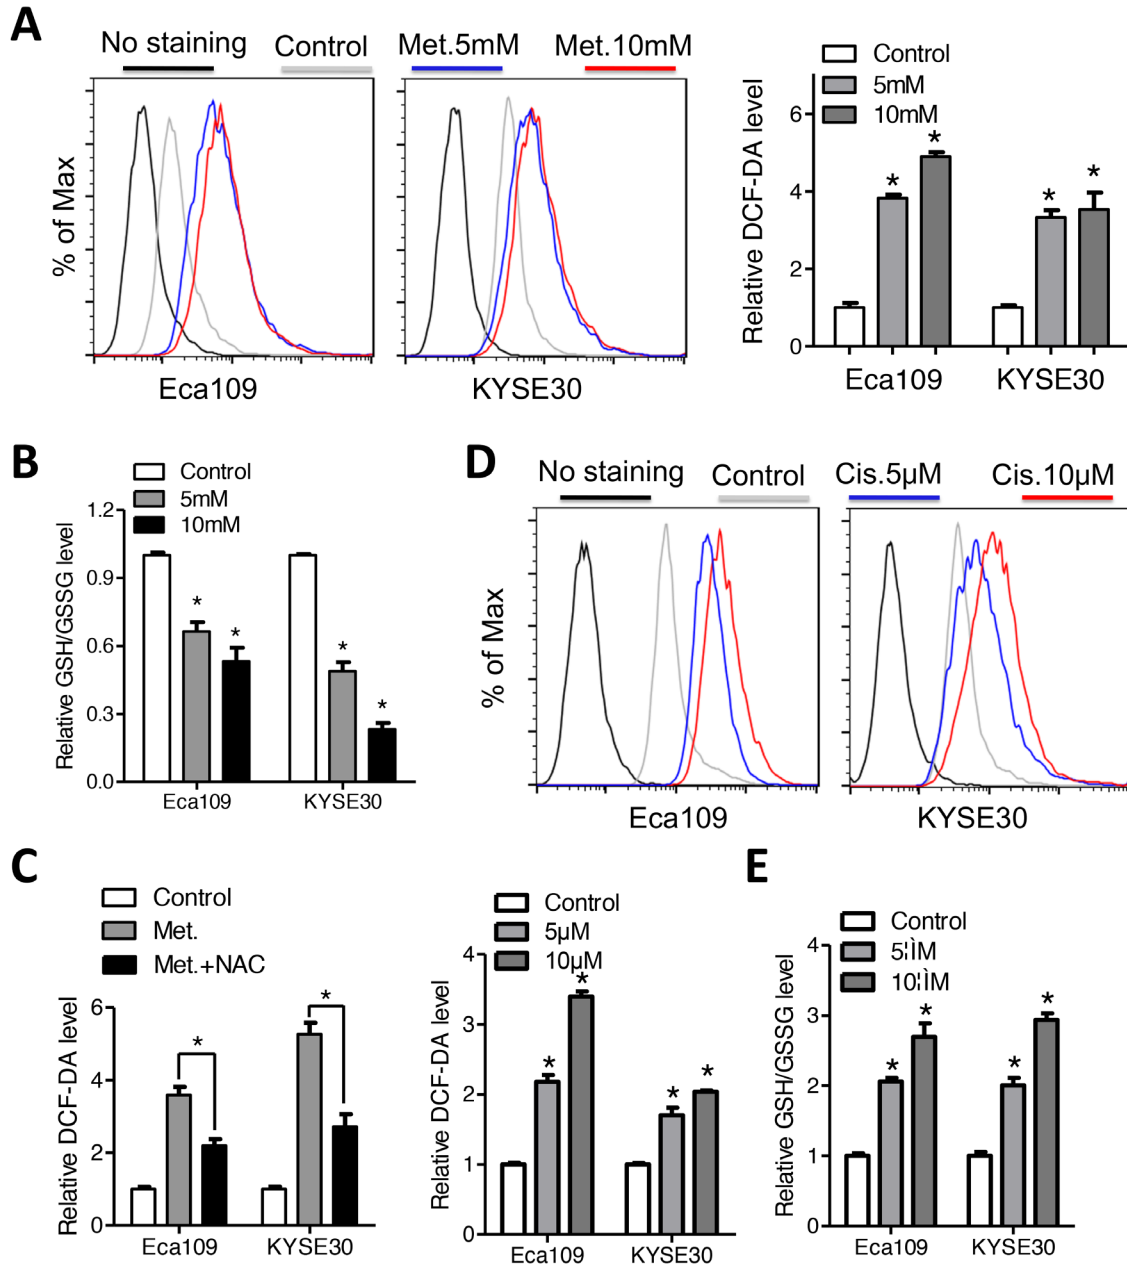 A
No staining Control Met.5mM Met.10mM
% of Max
Eca109 KYSE30
Control
5mM
10mM
Relative DCF-DA level
6
4
2
0
* * * *
Eca109 KYSE30
B
Control
5mM
10mM
Relative GSH/GSSG level
1.2
0.9
0.6
0.3
0.0
* * * *
Eca109 KYSE30
D
No staining Control Cis.5µM Cis.10µM
% of Max
Eca109 KYSE30
C
Control
Met.
Met.+NAC
Relative DCF-DA level
6
4
2
0
* *
Eca109 KYSE30
Control
5µM
10µM
Relative DCF-DA level
4
3
2
1
0
* * * *
Eca109 KYSE30
E
Control
5¦ÌM
10¦ÌM
Relative GSH/GSSG level
4
3
2
1
0
* * * *
Eca109 KYSE30